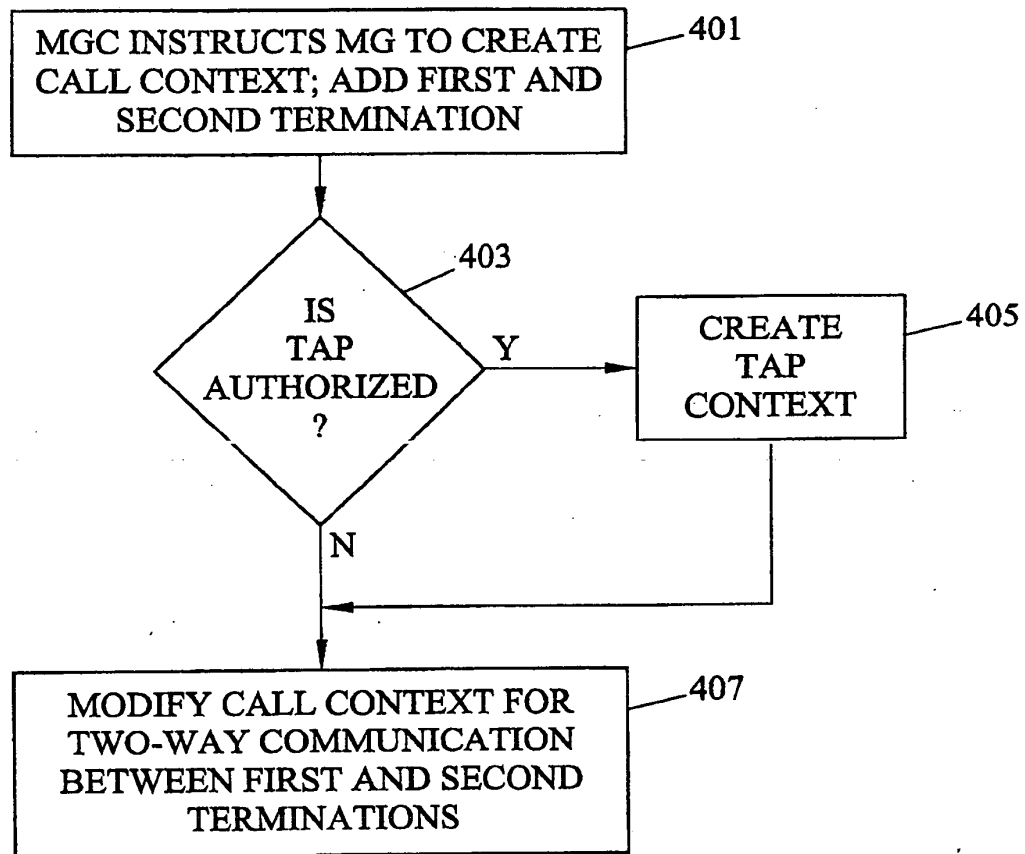 MGC INSTRUCTS MG TO CREATE
CALL CONTEXT; ADD FIRST AND
SECOND TERMINATION
401
403
IS
TAP
AUTHORIZED
?
Y
CREATE
TAP
CONTEXT
405
N
MODIFY CALL CONTEXT FOR
TWO-WAY COMMUNICATION
BETWEEN FIRST AND SECOND
TERMINATIONS
407